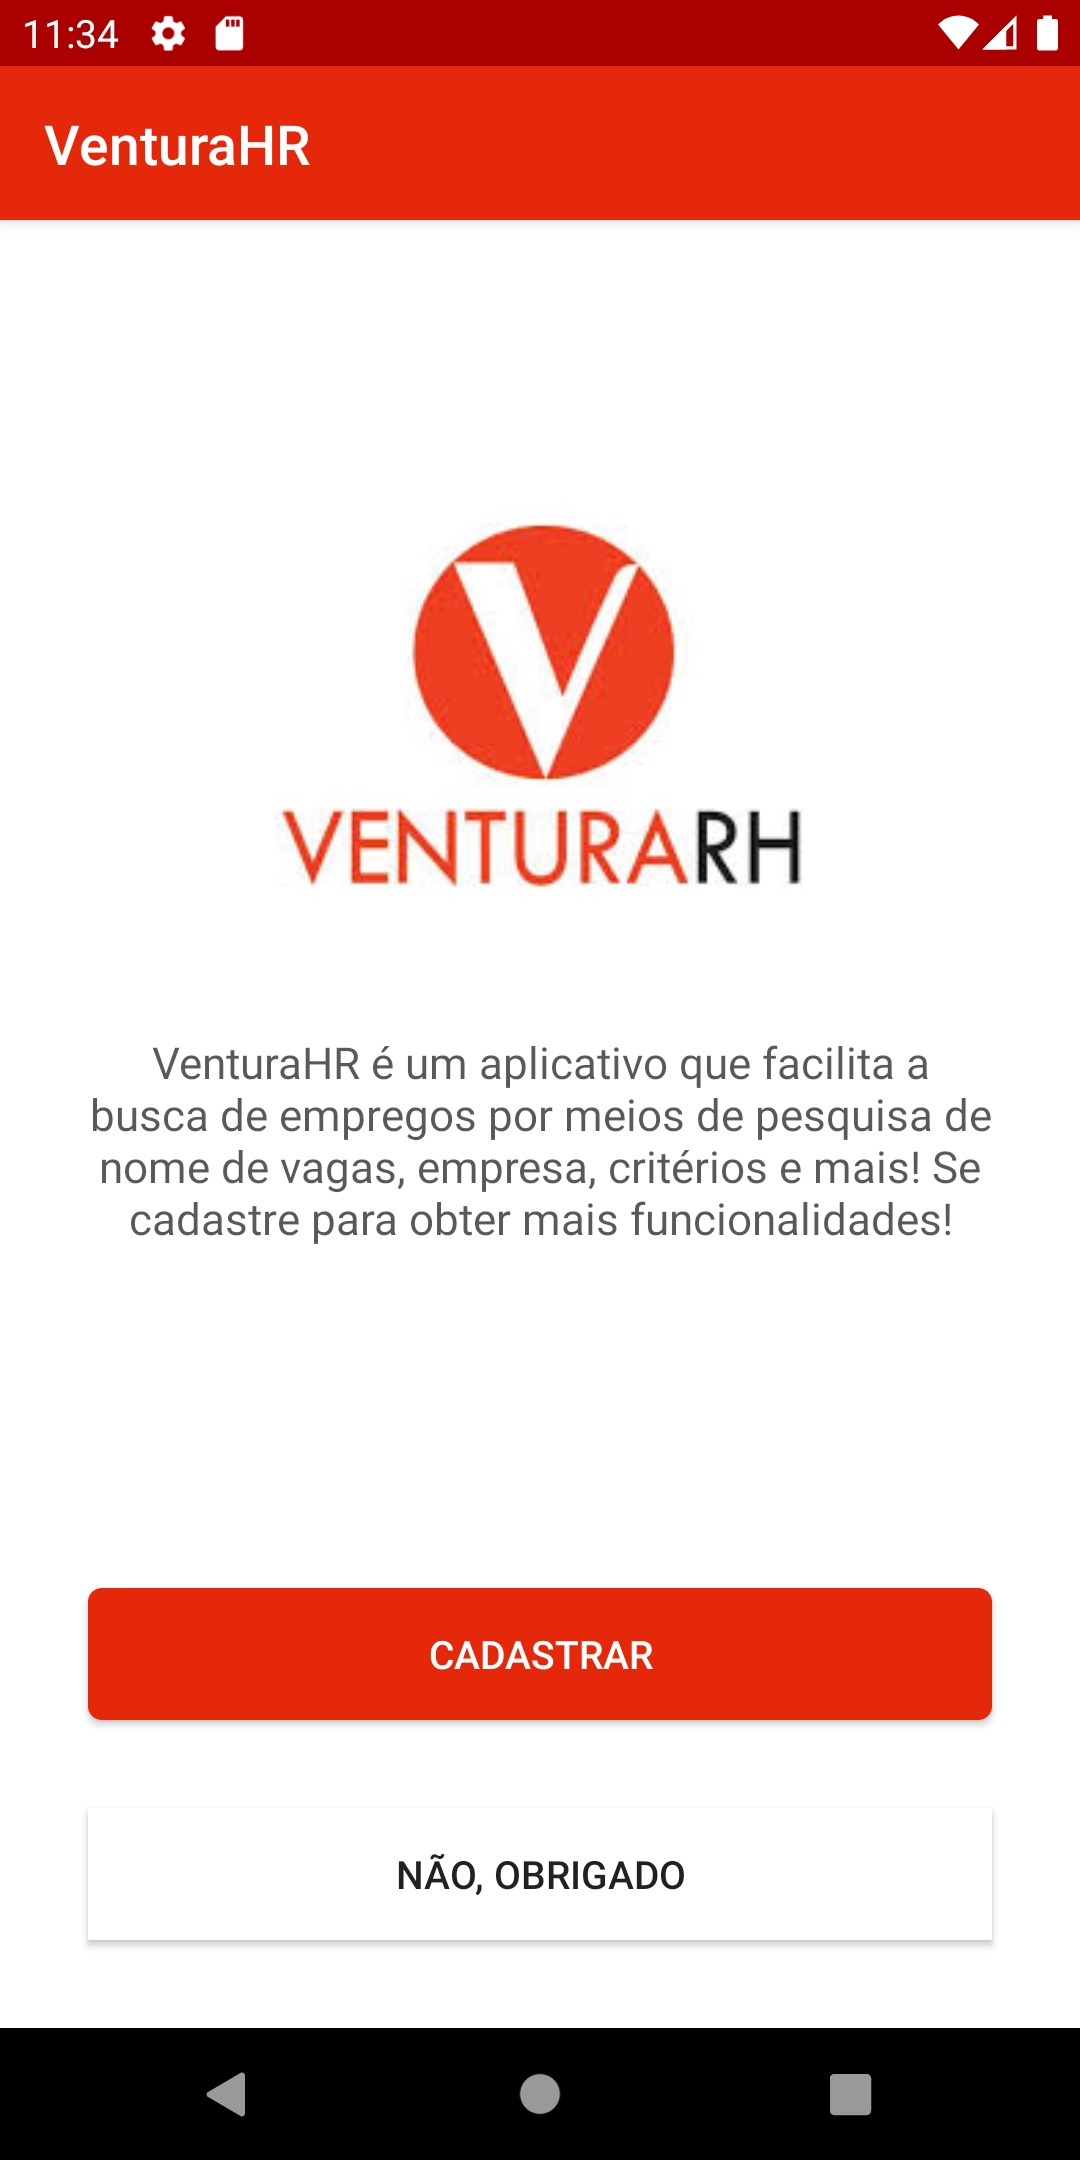 11:34
VenturaHR
VENTURARH
VenturaHR é um aplicativo que facilita a
busca de empregos por meios de pesquisa de
nome de vagas, empresa, critérios e mais! Se
cadastre para obter mais funcionalidades!
CADASTRAR
NÃO, OBRIGADO